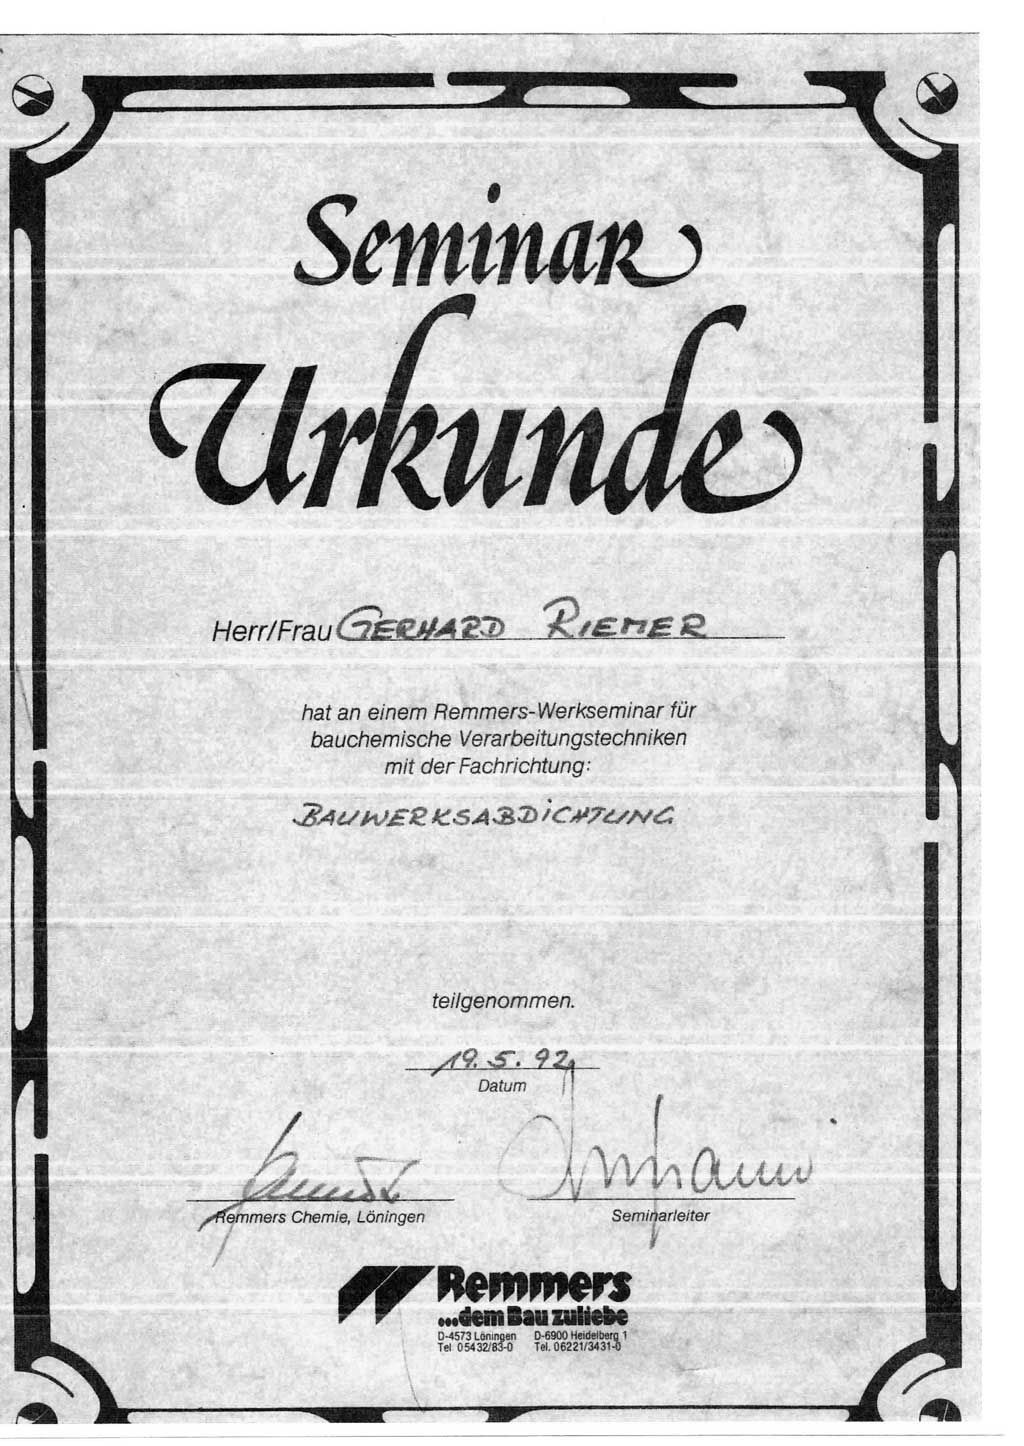 Seminar
Urkunde
Herr/Frau GERHARD RIEMER
hat an einem Remmers-Werkseminar für
bauchemische Verarbeitungstechniken
mit der Fachrichtung:
BAUWERKSABDICHTUNG
teilgenommen.
19.5.92
Datum
Remmers Chemie, Löningen Seminarleiter
Remmers
...dem Bau zuliebe
D-4573 Löningen D-6900 Heidelberg 1
Tel 05432/83-0 Tel. 06221/3431-0